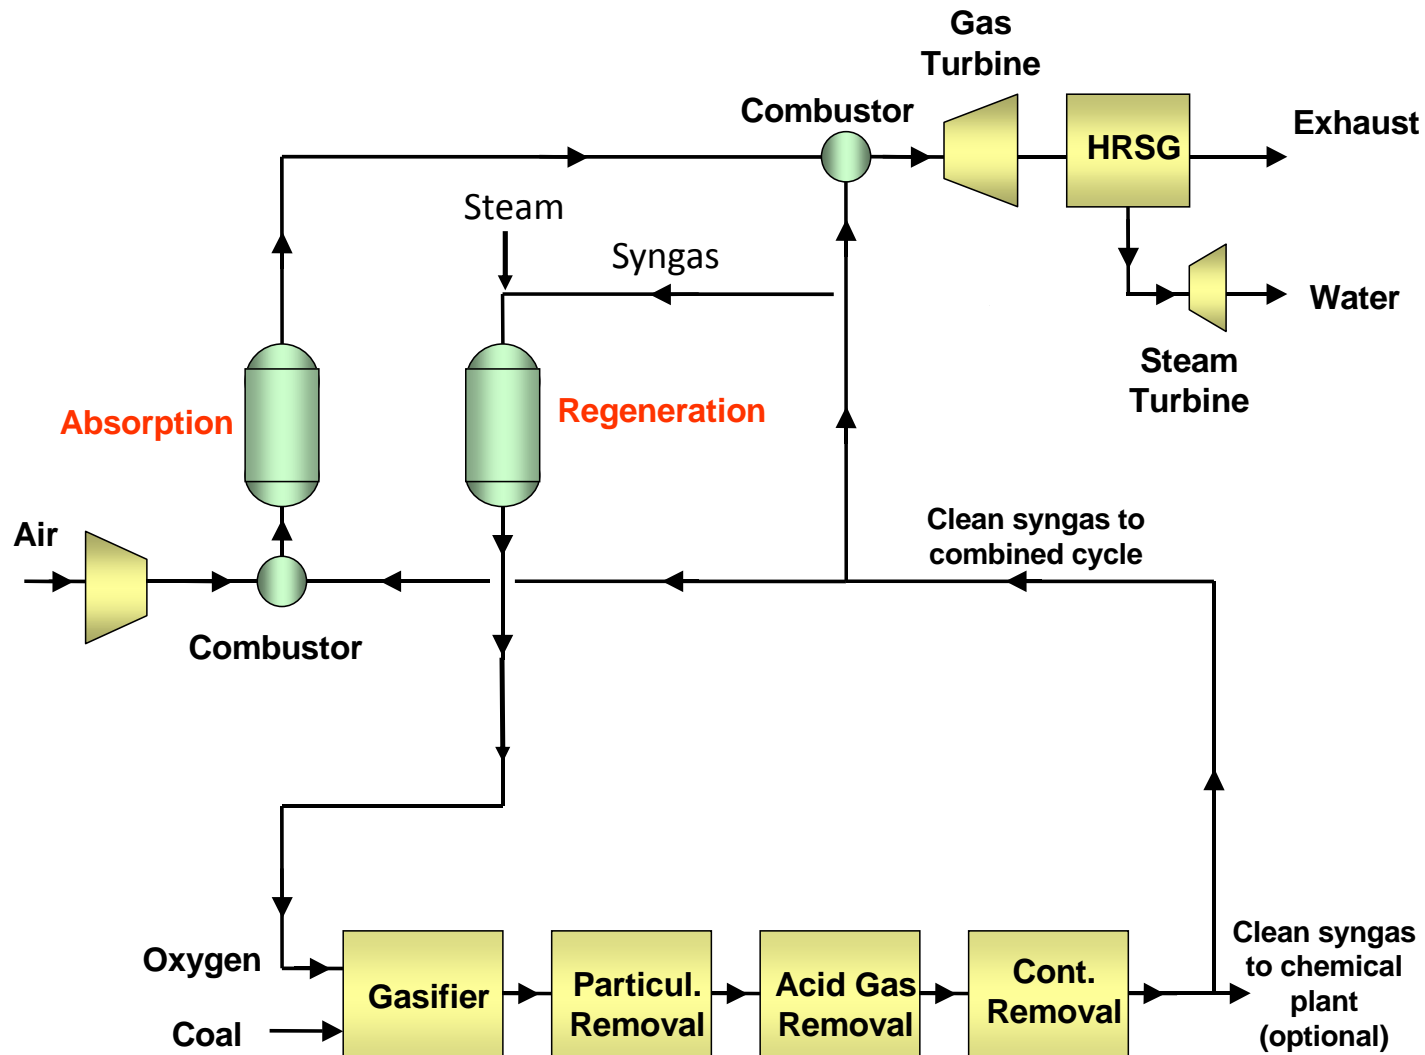 Gas
Turbine
Combustor
Exhaust
HRSG
Steam
Syngas
Water
Steam
Turbine
Absorption
Regeneration
Air
Clean syngas to
combined cycle
Combustor
Oxygen
Coal
Gasifier
Particul.
Removal
Acid Gas
Removal
Cont.
Removal
Clean syngas
to chemical
plant
(optional)